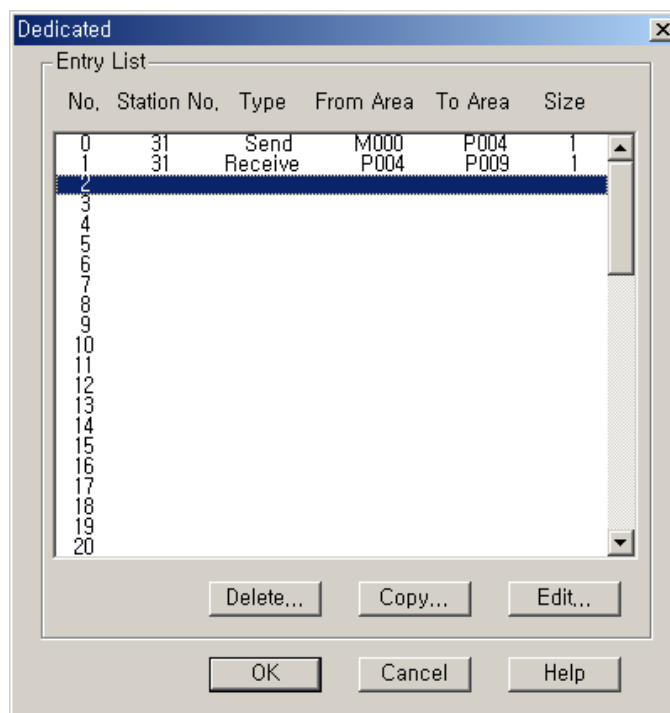 Dedicated
Entry List
No, Station No, Type From Area To Area Size
0 31 Send M000 P004 1
1 31 Receive P004 P009 1
2
3
4
5
6
7
8
9
10
11
12
13
14
15
16
17
18
19
20
Delete,,, Copy,,, Edit,,,
OK Cancel Help